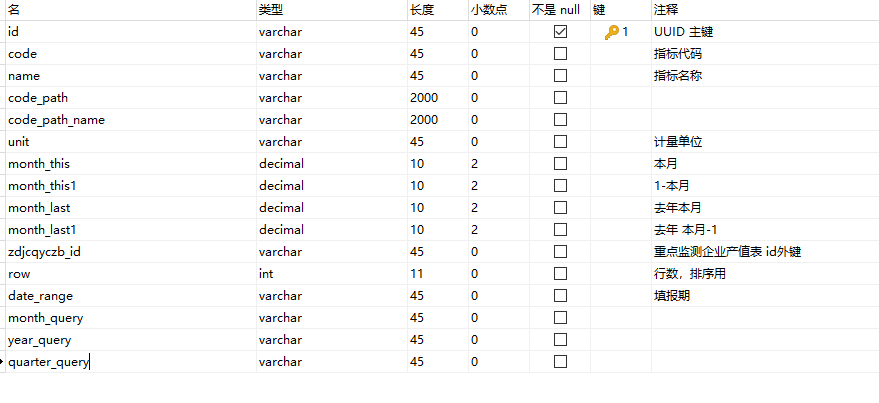 名 类型 长度 小数点 不是 null 键 注释
id varchar 45 0 1 UUID 主键
code varchar 45 0 指标代码
name varchar 45 0 指标名称
code_path varchar 2000 0
code_path_name varchar 2000 0
unit varchar 45 0 计量单位
month_this decimal 10 2 本月
month_this1 decimal 10 2 1-本月
month_last decimal 10 2 去年本月
month_last1 decimal 10 2 去年 本月-1
zdjcqyczb_id varchar 45 0 重点监测企业产值表 id外键
row int 11 0 行数，排序用
date_range varchar 45 0 填报期
month_query varchar 45 0
year_query varchar 45 0
quarter_query varchar 45 0